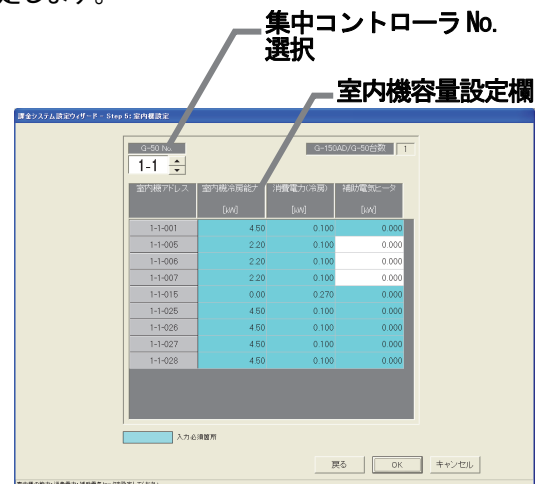 定します。
集中コントローラ No.
選択
室内機容量設定欄
課金システム設定ウィザード - Step 5: 室内機設定
G-50 No.
G-150AD/G-50台数 1
1-1
室内機アドレス 室内機冷房能力 消費電力(冷房) 補助電気ヒータ
[kW] [kW] [kW]
1-1-001 4.50 0.100 0.000
1-1-005 2.20 0.100 0.000
1-1-006 2.20 0.100 0.000
1-1-007 2.20 0.100 0.000
1-1-015 0.00 0.270 0.000
1-1-025 4.50 0.100 0.000
1-1-026 4.50 0.100 0.000
1-1-027 4.50 0.100 0.000
1-1-028 4.50 0.100 0.000
入力必須箇所
戻る OK キャンセル